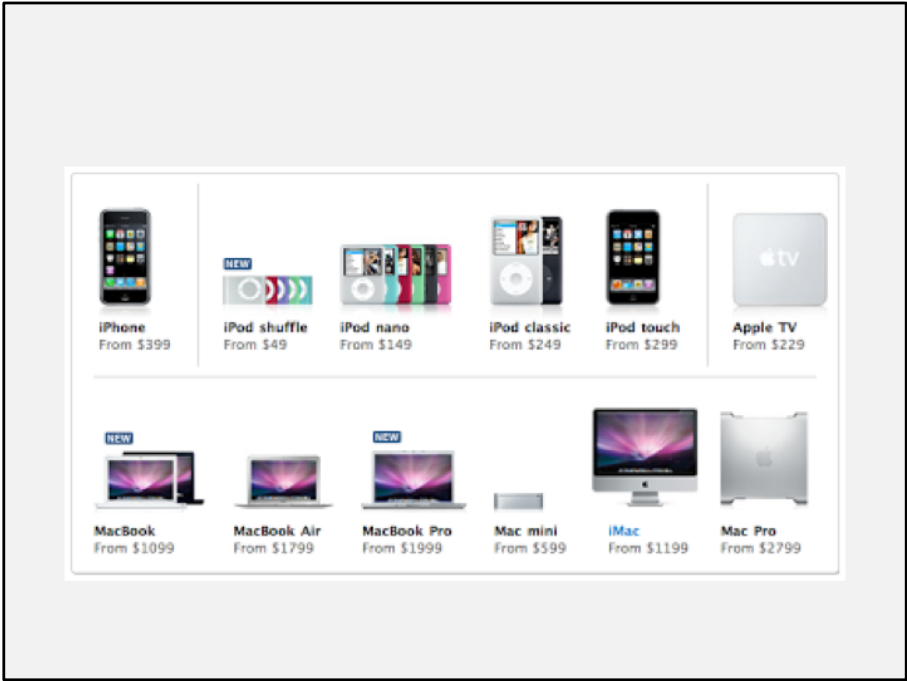 NEW
tv
iPhone
From $399
iPod shuffle
From $49
iPod nano
From $149
iPod classic
From $249
iPod touch
From $299
Apple TV
From $229
NEW
NEW
MacBook
From $1099
MacBook Air
From $1799
MacBook Pro
From $1999
Mac mini
From $599
iMac
From $1199
Mac Pro
From $2799